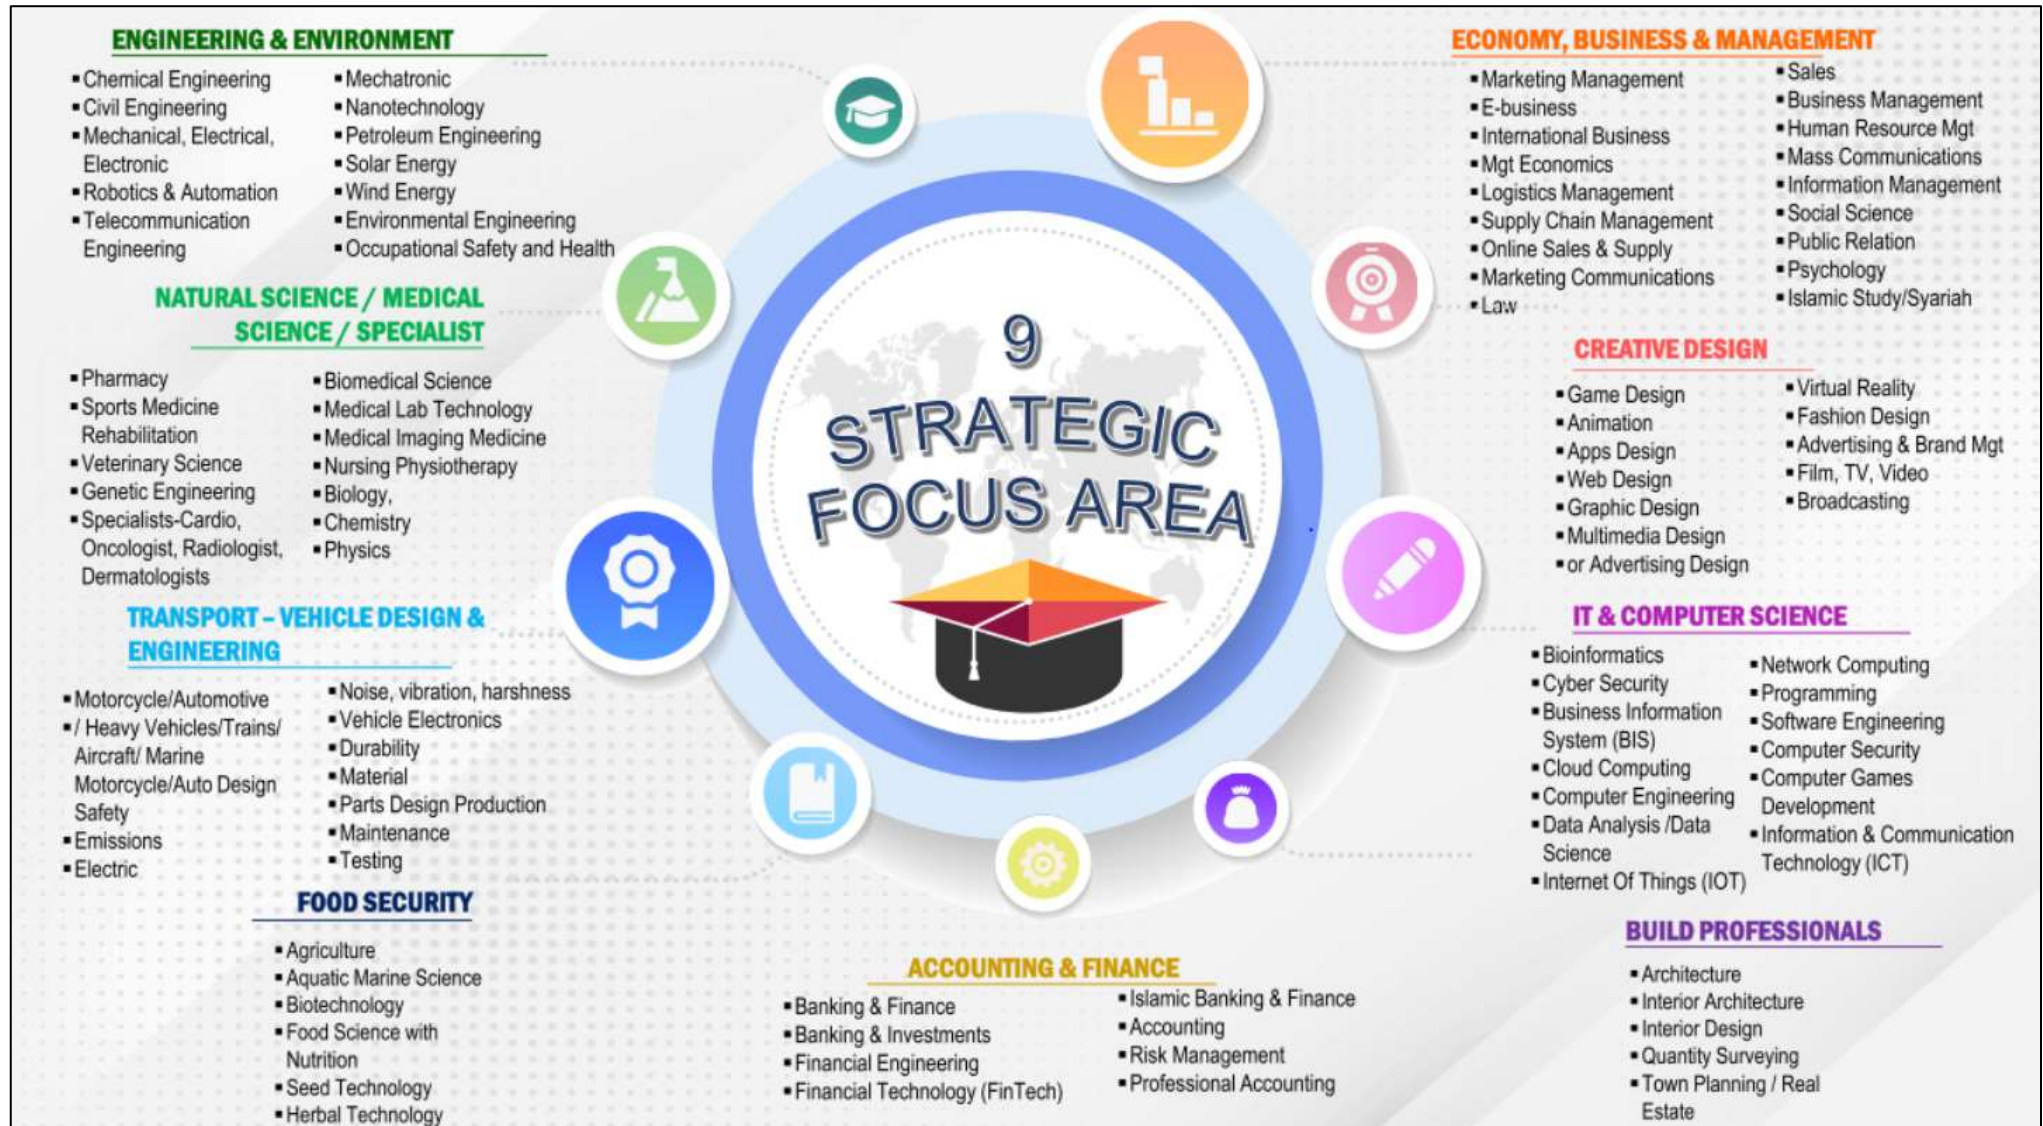 ENGINEERING & ENVIRONMENT
▪ Chemical Engineering
▪ Civil Engineering
▪ Mechanical, Electrical,
Electronic
▪ Robotics & Automation
▪ Telecommunication
Engineering
▪ Mechatronic
▪ Nanotechnology
▪ Petroleum Engineering
▪ Solar Energy
▪ Wind Energy
▪ Environmental Engineering
▪ Occupational Safety and Health
NATURAL SCIENCE / MEDICAL
SCIENCE / SPECIALIST
▪ Pharmacy
▪ Sports Medicine
Rehabilitation
▪ Veterinary Science
▪ Genetic Engineering
▪ Specialists-Cardio,
Oncologist, Radiologist,
Dermatologists
▪ Biomedical Science
▪ Medical Lab Technology
▪ Medical Imaging Medicine
▪ Nursing Physiotherapy
▪ Biology,
▪ Chemistry
▪ Physics
TRANSPORT – VEHICLE DESIGN &
ENGINEERING
▪ Motorcycle/Automotive
▪ / Heavy Vehicles/Trains/
Aircraft/ Marine
Motorcycle/Auto Design
Safety
▪ Emissions
▪ Electric
▪ Noise, vibration, harshness
▪ Vehicle Electronics
▪ Durability
▪ Material
▪ Parts Design Production
▪ Maintenance
▪ Testing
FOOD SECURITY
▪ Agriculture
▪ Aquatic Marine Science
▪ Biotechnology
▪ Food Science with
Nutrition
▪ Seed Technology
▪ Herbal Technology
9
STRATEGIC
FOCUS AREA
ACCOUNTING & FINANCE
▪ Banking & Finance
▪ Banking & Investments
▪ Financial Engineering
▪ Financial Technology (FinTech)
▪ Islamic Banking & Finance
▪ Accounting
▪ Risk Management
▪ Professional Accounting
ECONOMY, BUSINESS & MANAGEMENT
▪ Marketing Management
▪ E-business
▪ International Business
▪ Mgt Economics
▪ Logistics Management
▪ Supply Chain Management
▪ Online Sales & Supply
▪ Marketing Communications
▪ Law
▪ Sales
▪ Business Management
▪ Human Resource Mgt
▪ Mass Communications
▪ Information Management
▪ Social Science
▪ Public Relation
▪ Psychology
▪ Islamic Study/Syariah
CREATIVE DESIGN
▪ Game Design
▪ Animation
▪ Apps Design
▪ Web Design
▪ Graphic Design
▪ Multimedia Design
▪ or Advertising Design
▪ Virtual Reality
▪ Fashion Design
▪ Advertising & Brand Mgt
▪ Film, TV, Video
▪ Broadcasting
IT & COMPUTER SCIENCE
▪ Bioinformatics
▪ Cyber Security
▪ Business Information
System (BIS)
▪ Cloud Computing
▪ Computer Engineering
▪ Data Analysis /Data
Science
▪ Internet Of Things (IOT)
▪ Network Computing
▪ Programming
▪ Software Engineering
▪ Computer Security
▪ Computer Games
Development
▪ Information & Communication
Technology (ICT)
BUILD PROFESSIONALS
▪ Architecture
▪ Interior Architecture
▪ Interior Design
▪ Quantity Surveying
▪ Town Planning / Real
Estate